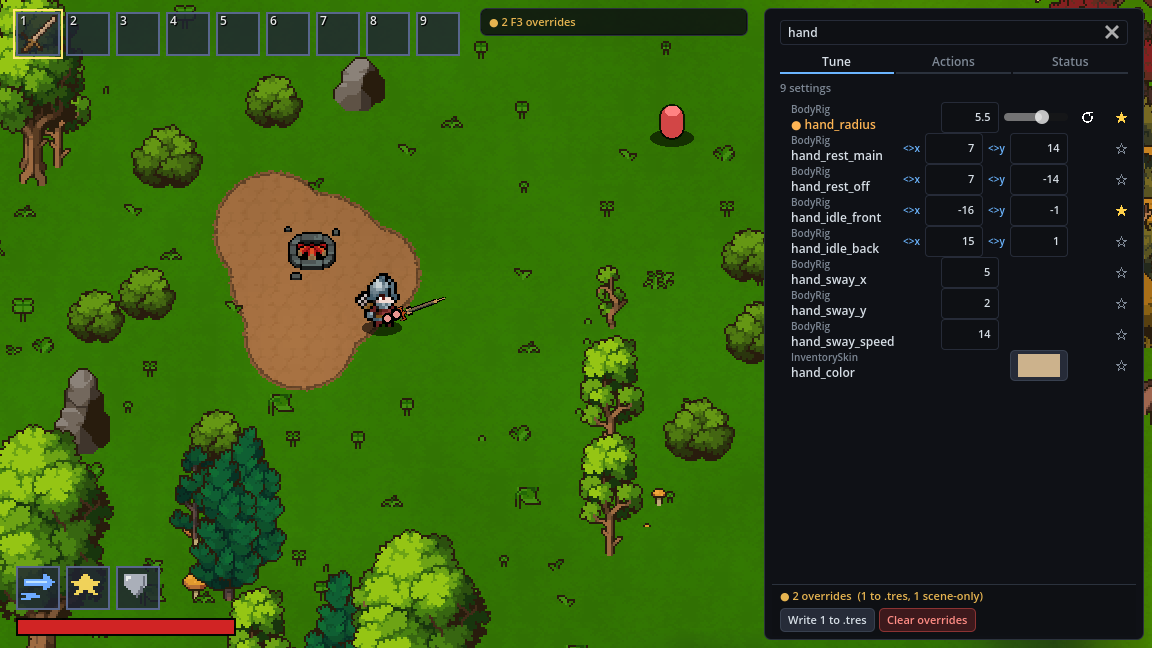 1 2 3 4 5 6 7 8 9
2 F3 overrides
hand
Tune Actions Status
9 settings
BodyRig
hand_radius 5.5
BodyRig
hand_rest_main <>x 7 <>y 14
BodyRig
hand_rest_off <>x 7 <>y -14
BodyRig
hand_idle_front <>x -16 <>y -1
BodyRig
hand_idle_back <>x 15 <>y 1
BodyRig
hand_sway_x 5
BodyRig
hand_sway_y 2
BodyRig
hand_sway_speed 14
InventorySkin
hand_color
2 overrides (1 to .tres, 1 scene-only)
Write 1 to .tres Clear overrides